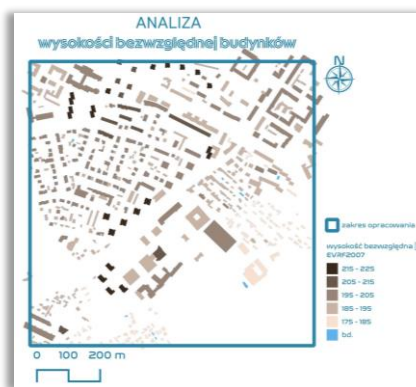 ANALIZA
wysokości bezwzględnej budynków
N
zakres opracowania
wysokość bezwzględna [
EVRF2007
215 - 225
205 - 215
195 - 205
185 - 195
175 - 185
bd.
0 100 200 m